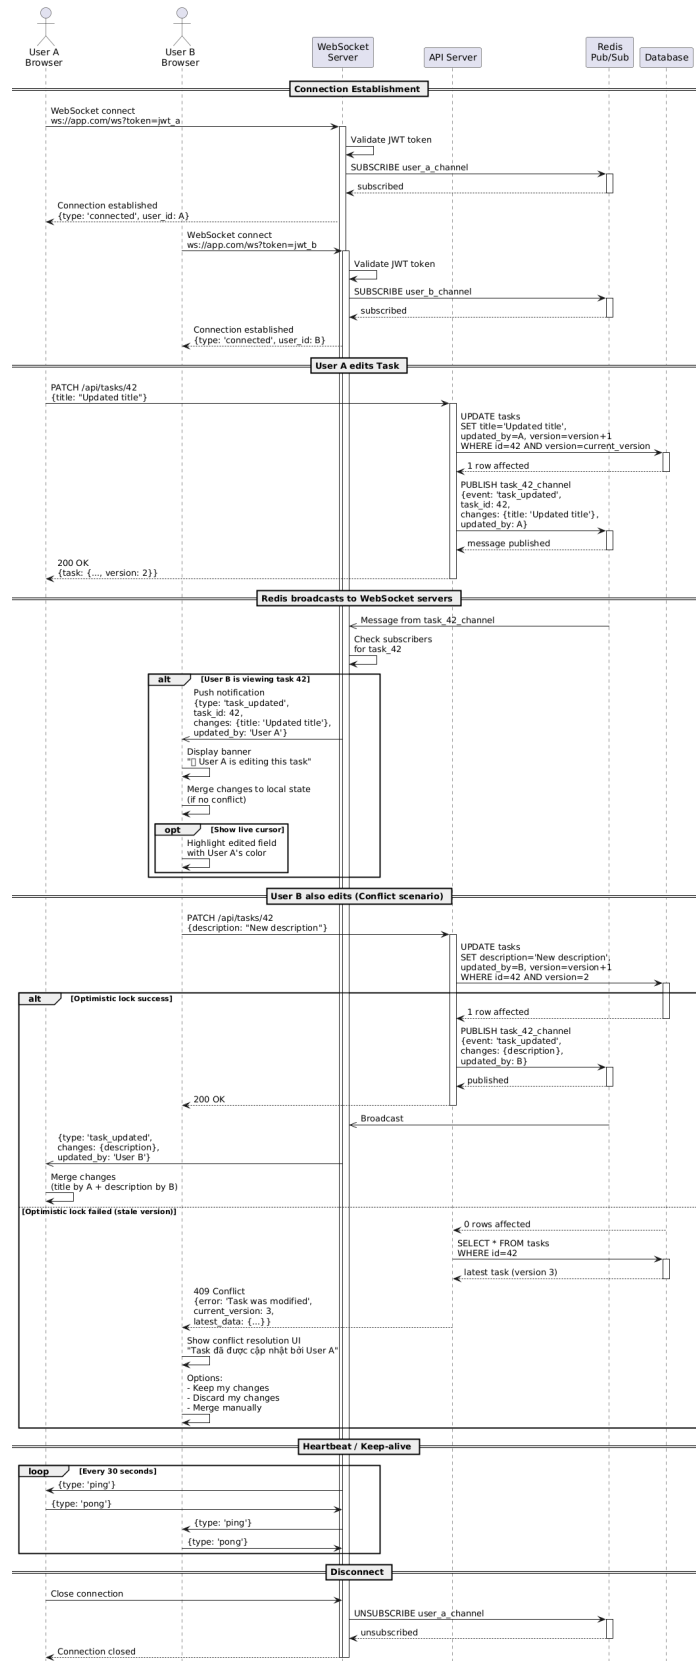 User A
Browser
User B
Browser
WebSocket
Server
API Server
Redis
Pub/Sub
Database
Connection Establishment
WebSocket connect
ws://app.com/ws?token=jwt_a
Validate JWT token
SUBSCRIBE user_a_channel
subscribed
Connection established
{type: 'connected', user_id: A}
WebSocket connect
ws://app.com/ws?token=jwt_b
Validate JWT token
SUBSCRIBE user_b_channel
subscribed
Connection established
{type: 'connected', user_id: B}
User A edits Task
PATCH /api/tasks/42
{title: "Updated title"}
UPDATE tasks
SET title='Updated title',
updated_by=A, version=version+1
WHERE id=42 AND version=current_version
1 row affected
PUBLISH task_42_channel
{event: 'task_updated',
task_id: 42,
changes: {title: 'Updated title'},
updated_by: A}
message published
200 OK
{task: {..., version: 2}}
Redis broadcasts to WebSocket servers
Message from task_42_channel
Check subscribers
for task_42
alt [User B is viewing task 42]
Push notification
{type: 'task_updated',
task_id: 42,
changes: {title: 'Updated title'},
updated_by: 'User A'}
Display banner
"▯ User A is editing this task"
Merge changes to local state
(if no conflict)
opt [Show live cursor]
Highlight edited field
with User A's color
User B also edits (Conflict scenario)
PATCH /api/tasks/42
{description: "New description"}
UPDATE tasks
SET description='New description',
updated_by=B, version=version+1
WHERE id=42 AND version=2
alt [Optimistic lock success]
1 row affected
PUBLISH task_42_channel
{event: 'task_updated',
changes: {description},
updated_by: B}
published
200 OK
Broadcast
{type: 'task_updated',
changes: {description},
updated_by: 'User B'}
Merge changes
(title by A + description by B)
[Optimistic lock failed (stale version)]
0 rows affected
SELECT * FROM tasks
WHERE id=42
latest task (version 3)
409 Conflict
{error: 'Task was modified',
current_version: 3,
latest_data: {...}}
Show conflict resolution UI
"Task đã được cập nhật bởi User A"
Options:
- Keep my changes
- Discard my changes
- Merge manually
Heartbeat / Keep-alive
loop [Every 30 seconds]
{type: 'ping'}
{type: 'pong'}
{type: 'ping'}
{type: 'pong'}
Disconnect
Close connection
UNSUBSCRIBE user_a_channel
unsubscribed
Connection closed